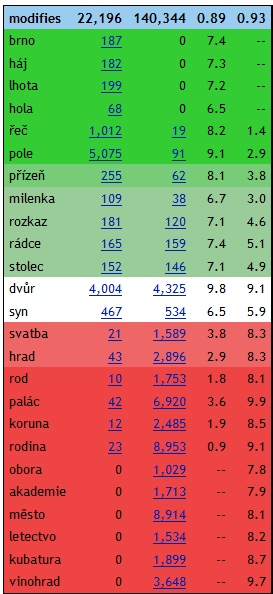 modifies 22,196 140,344 0.89 0.93
brno 187 0 7.4 --
háj 182 0 7.3 --
lhota 199 0 7.2 --
hola 68 0 6.5 --
řeč 1,012 19 8.2 1.4
pole 5,075 91 9.1 2.9
přízeň 255 62 8.1 3.8
milenka 109 38 6.7 3.0
rozkaz 181 120 7.1 4.6
rádce 165 159 7.4 5.1
stolec 152 146 7.1 4.9
dvůr 4,004 4,325 9.8 9.1
syn 467 534 6.5 5.9
svatba 21 1,589 3.8 8.3
hrad 43 2,896 2.9 8.3
rod 10 1,753 1.8 8.1
palác 42 6,920 3.6 9.9
koruna 12 2,485 1.9 8.5
rodina 23 8,953 0.9 9.1
obora 0 1,029 -- 7.8
akademie 0 1,713 -- 7.9
město 0 8,914 -- 8.1
letectvo 0 1,534 -- 8.2
kubatura 0 1,899 -- 8.7
vinohrad 0 3,648 -- 9.7